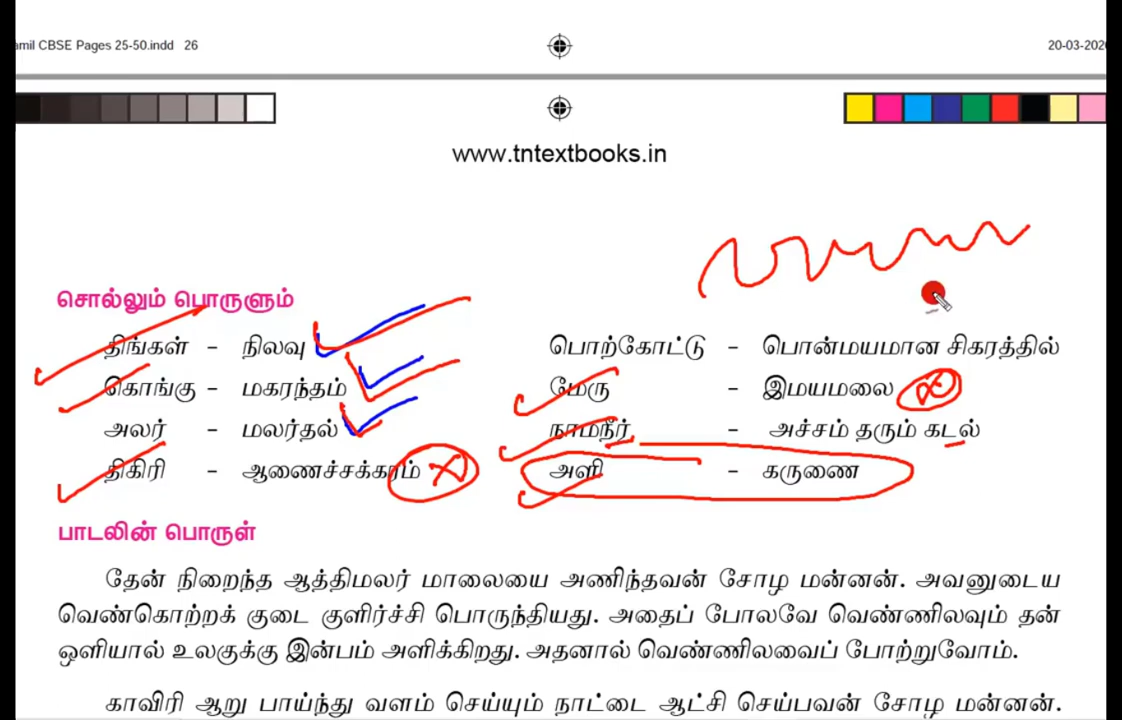 amil CBSE Pages 25-50.indd 26
20-03-2020
www.tntextbooks.in
சொல்லும் பொருளும்
திங்கள் - நிலவு
கொங்கு - மகரந்தம்
அலர் - மலர்தல்
திகிரி - ஆணைச்சக்கரம்
பொற்கோட்டு - பொன்மயமான சிகரத்தில்
மேரு - இமயமலை
நாமநீர் - அச்சம் தரும் கடல்
அளி - கருணை
பாடலின் பொருள்
தேன் நிறைந்த ஆத்திமலர் மாலையை அணிந்தவன் சோழ மன்னன். அவனுடைய
வெண்கொற்றக் குடை குளிர்ச்சி பொருந்தியது. அதைப் போலவே வெண்ணிலவும் தன்
ஒளியால் உலகுக்கு இன்பம் அளிக்கிறது. அதனால் வெண்ணிலவைப் போற்றுவோம்.
காவிரி ஆறு பாய்ந்து வளம் செய்யும் நாட்டை ஆட்சி செய்பவன் சோழ மன்னன்.